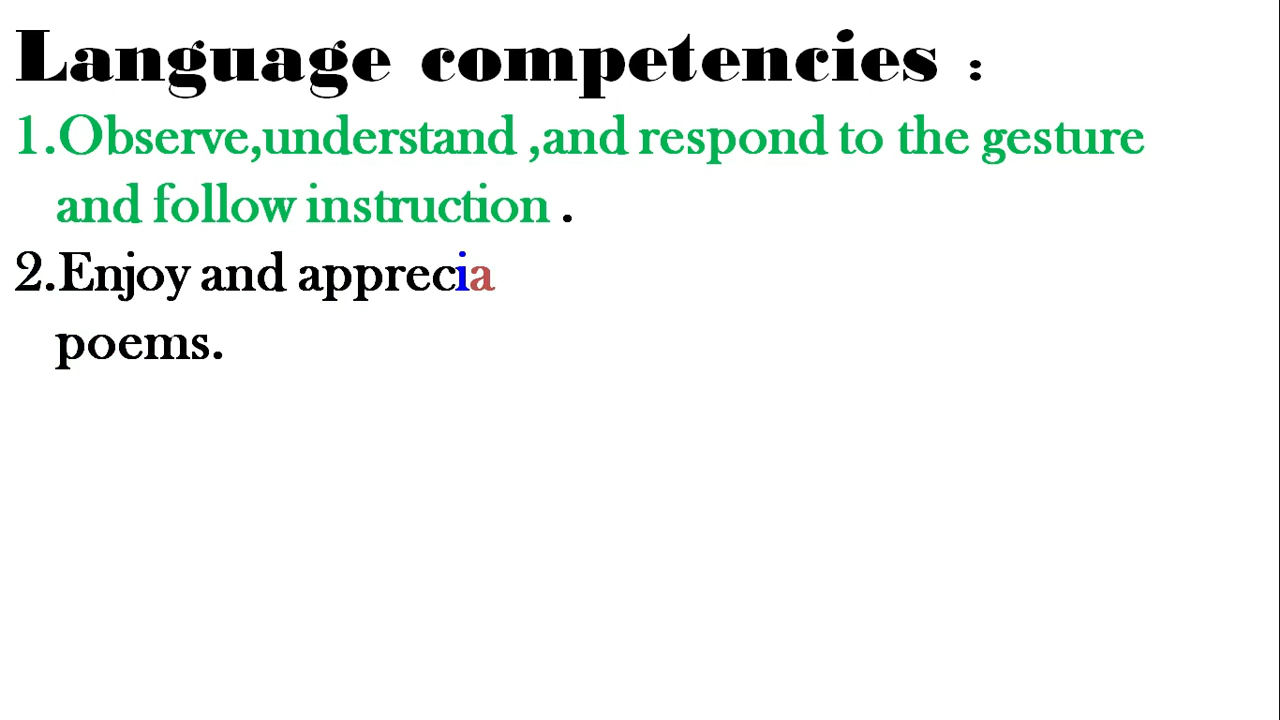 Language competencies :
1.Observe,understand ,and respond to the gesture
and follow instruction .
2.Enjoy and apprecia
poems.